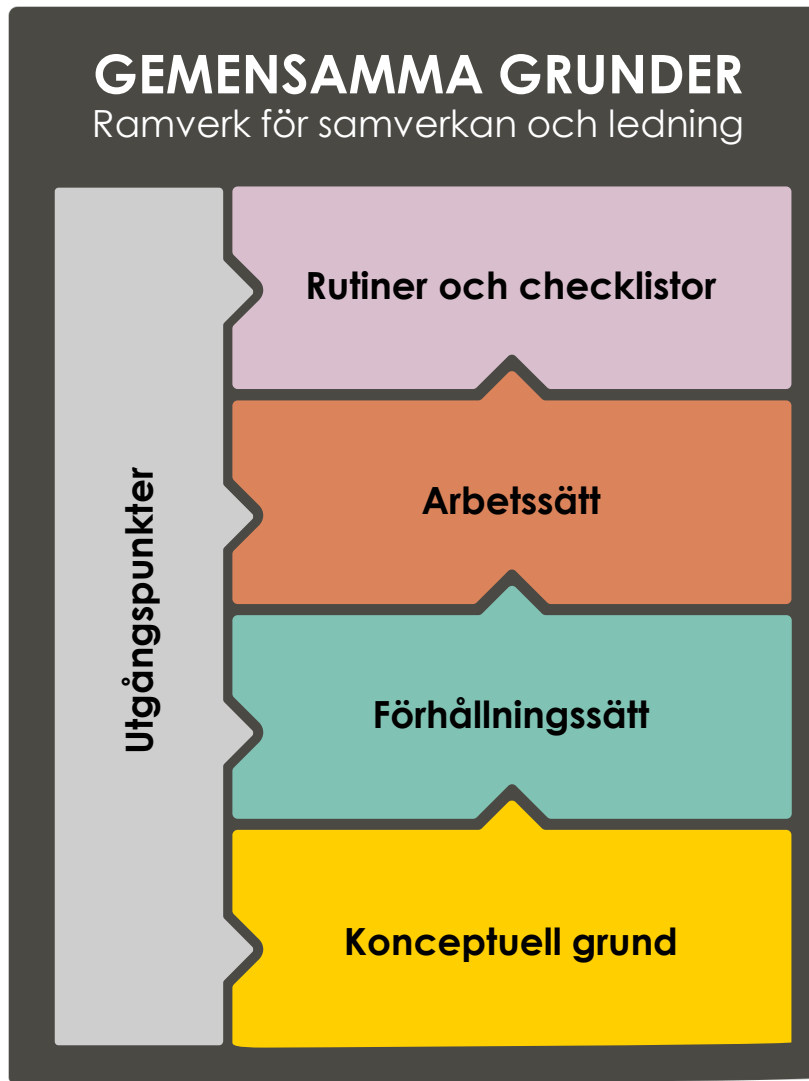 GEMENSAMMA GRUNDER
Ramverk för samverkan och ledning
Utgångspunkter
Rutiner och checklistor
Arbetssätt
Förhållningssätt
Konceptuell grund